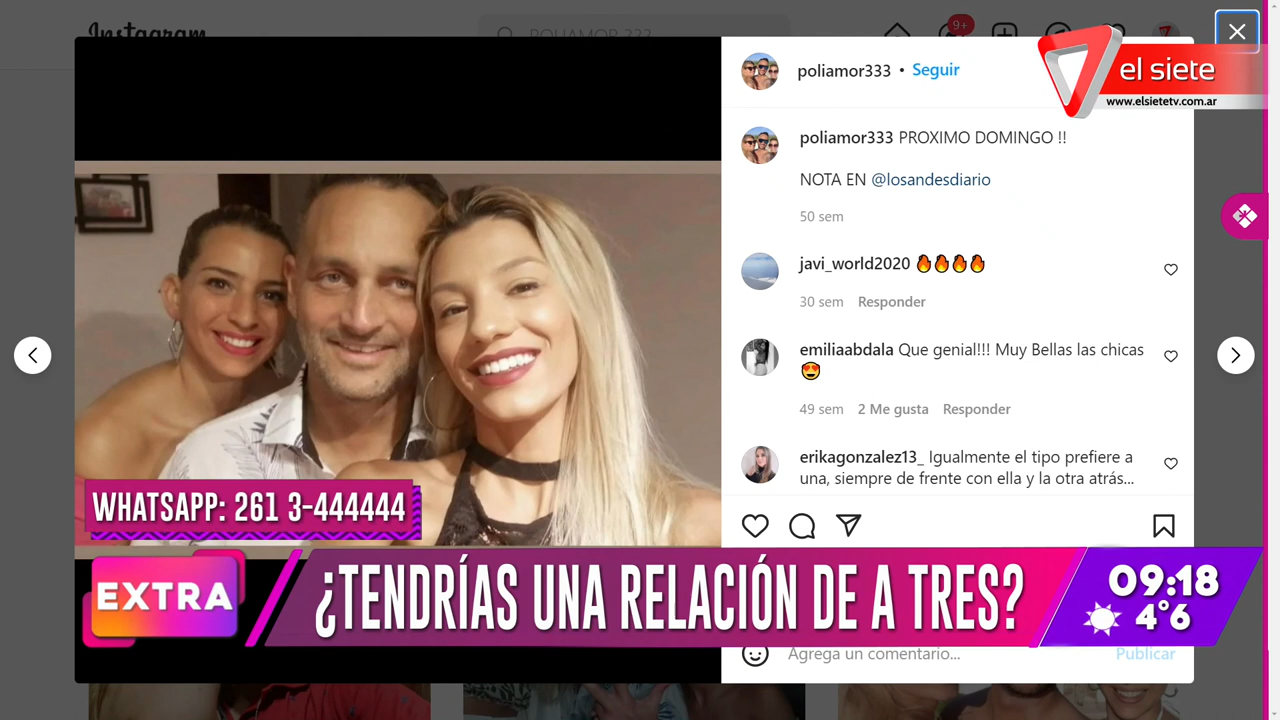 Instagram
POLIAMOR 333
9+
el siete
www.elsietetv.com.ar
poliamor333 • Seguir
poliamor333 PROXIMO DOMINGO !!
NOTA EN @losandesdiario
50 sem
javi_world2020 🔥🔥🔥🔥
30 sem Responder
emiliaabdala Que genial!!! Muy Bellas las chicas
😍
49 sem 2 Me gusta Responder
erikagonzalez13_ Igualmente el tipo prefiere a
una, siempre de frente con ella y la otra atrás...
WHATSAPP: 261 3-444444
EXTRA
¿TENDRÍAS UNA RELACIÓN DE A TRES?
09:18
4°6
Agrega un comentario...
Publicar